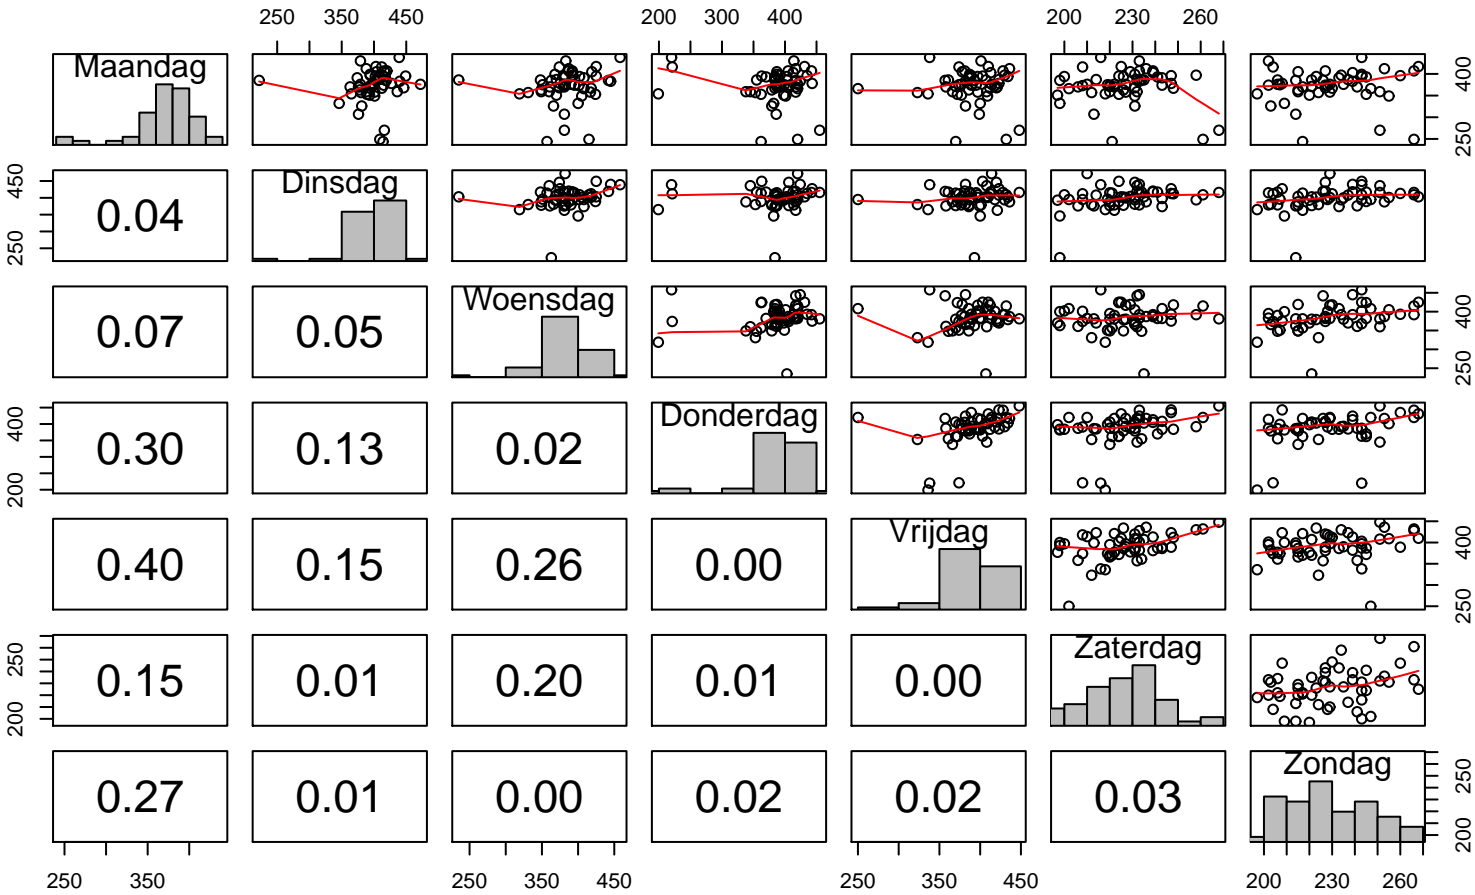 250 350 450 200 300 400 200 230 260
Maandag 250 400
250 450 0.04 Dinsdag
0.07 0.05 Woensdag 250 400
200 400 0.30 0.13 0.02 Donderdag
0.40 0.15 0.26 0.00 Vrijdag 250 400
200 250 0.15 0.01 0.20 0.01 0.00 Zaterdag
0.27 0.01 0.00 0.02 0.02 0.03 Zondag 200 250
250 350 250 350 450 250 350 450 200 230 260